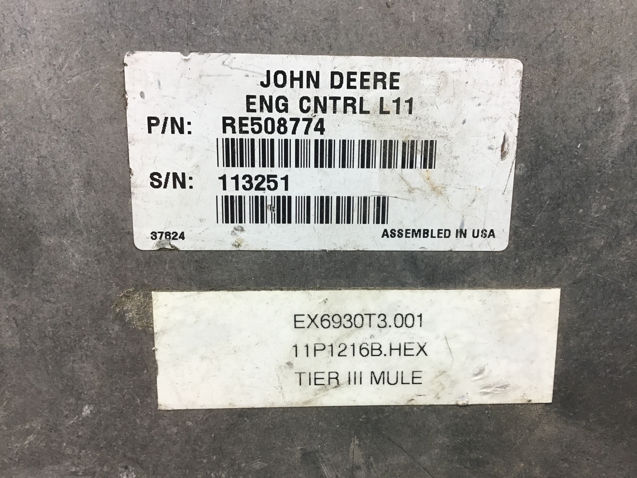 JOHN DEERE
ENG CNTRL L11
P/N: RE508774
S/N: 113251
37624 ASSEMBLED IN USA
EX6930T3.001
11P1216B.HEX
TIER III MULE